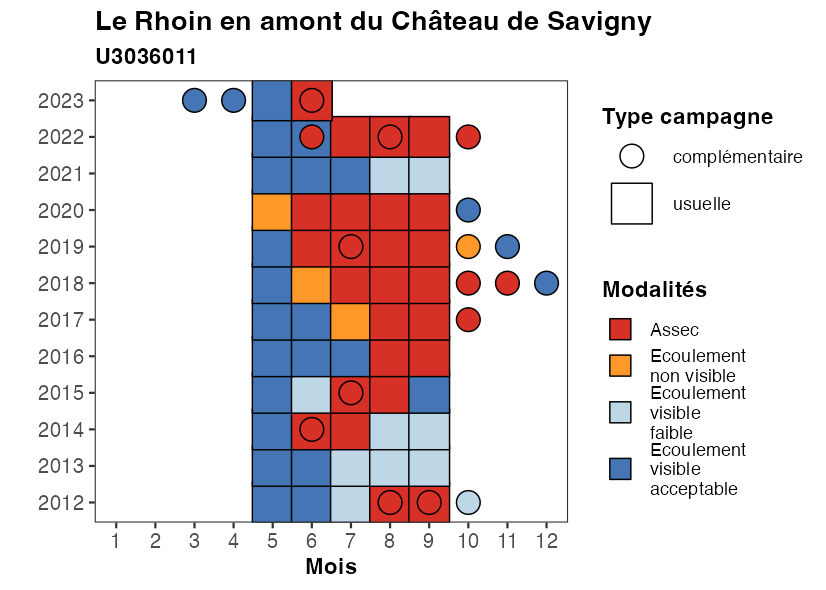 Le Rhoin en amont du Château de Savigny
U3036011
2023
2022
2021
2020
2019
2018
2017
2016
2015
2014
2013
2012
1 2 3 4 5 6 7 8 9 10 11 12
Mois
Type campagne
complémentaire
usuelle
Modalités
Assec
Ecoulement
non visible
Ecoulement
visible
faible
Ecoulement
visible
acceptable